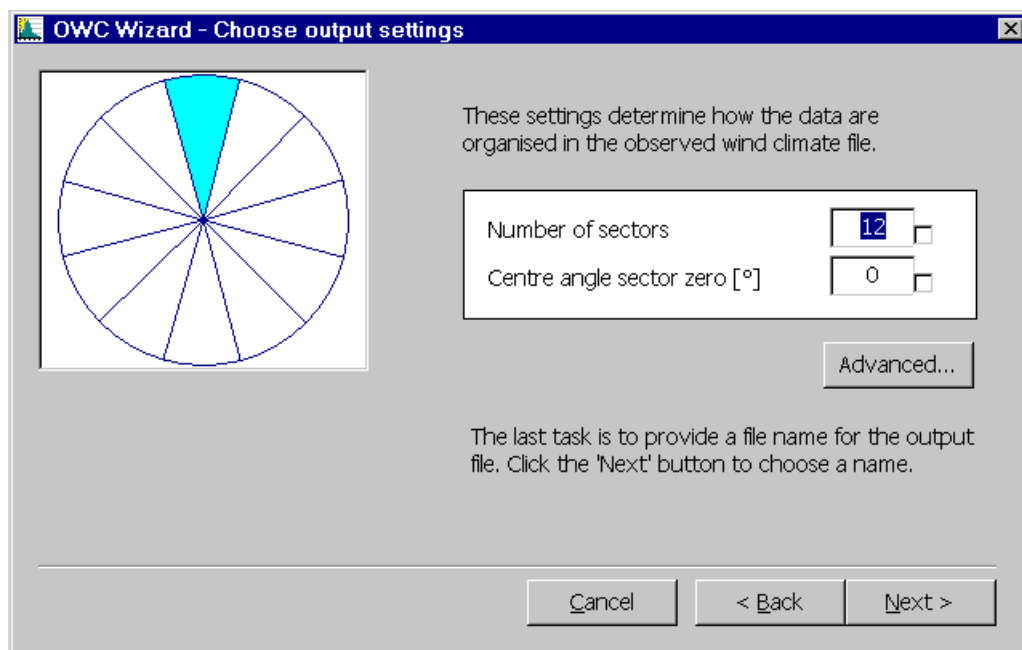 OWC Wizard - Choose output settings
These settings determine how the data are
organised in the observed wind climate file.
Number of sectors 12
Centre angle sector zero [°] 0
Advanced...
The last task is to provide a file name for the output
file. Click the 'Next' button to choose a name.
Cancel < Back Next >